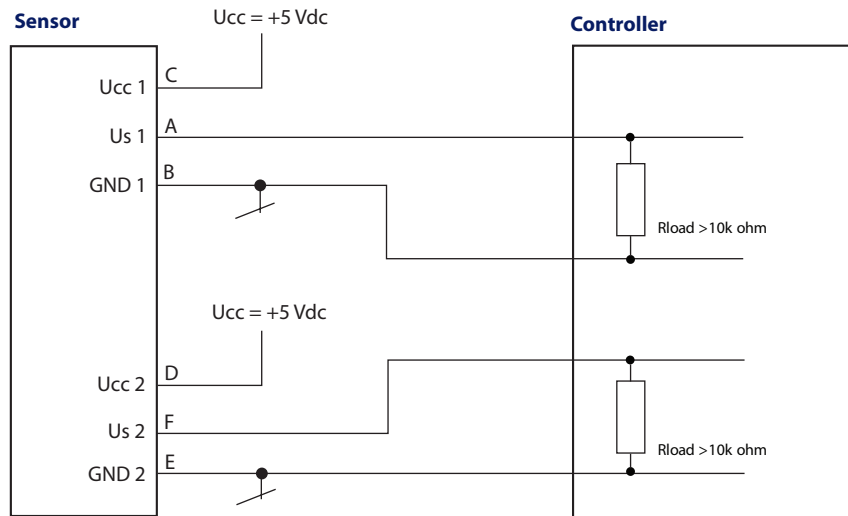 Sensor
Ucc = +5 Vdc
Controller
Ucc 1
C
Us 1
A
GND 1
B
Rload >10k ohm
Ucc = +5 Vdc
Ucc 2
D
Us 2
F
Rload >10k ohm
GND 2
E